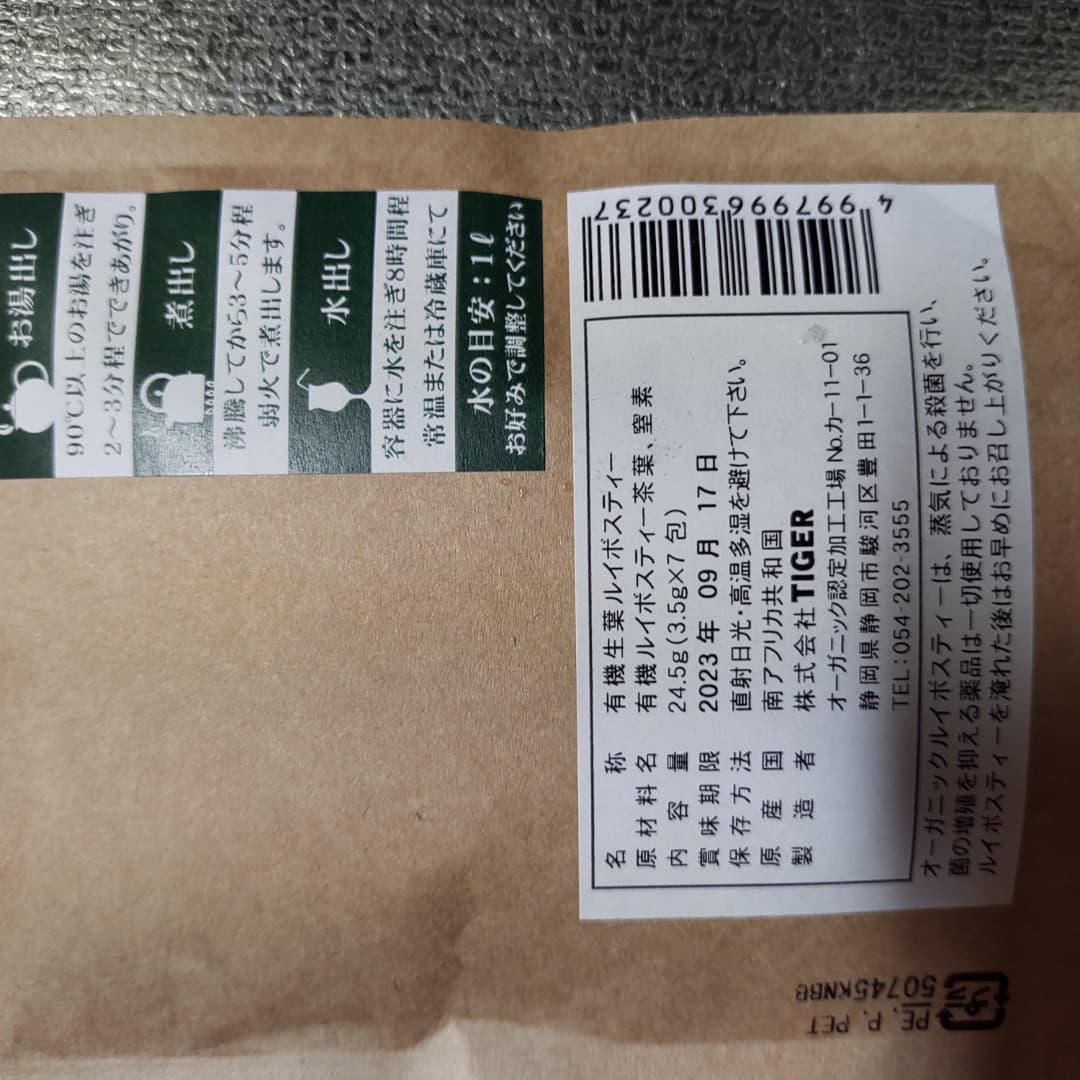 お湯出し
90℃以上のお湯を注ぎ
2〜3分程でできあがり。
煮出し
沸騰してから3〜5分程
弱火で煮出します。
水出し
容器に水を注ぎ8時間程
常温または冷蔵庫にて
水の目安:1ℓ
お好みで調整してください
4997996300237
名称 有機生葉ルイボスティー
原材料名 有機ルイボスティー茶葉、窒素
内容量 24.5g(3.5g×7包)
賞味期限 2023年 09月 17日
保存方法 直射日光・高温多湿を避けて下さい。
原産国 南アフリカ共和国
製造者 株式会社TIGER
オーガニック認定加工工場No.カー11-01
静岡県静岡市駿河区豊田1-1-36
TEL:054-202-3555
オーガニックルイボスティーは、蒸気による殺菌を行い、
菌の増殖を抑える薬品は一切使用しておりません。
ルイボスティーを淹れた後はお早めにお召し上がりください。
50745KNBB
PE. P. PET